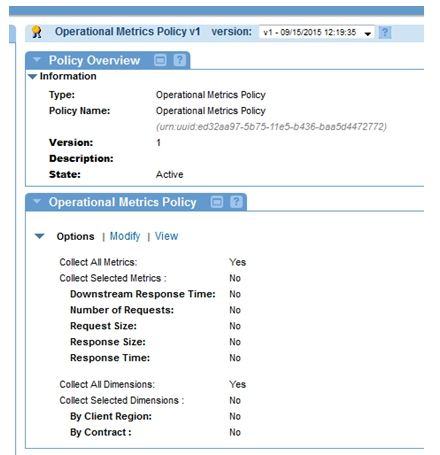 Operational Metrics Policy v1 version: v1 - 09/15/2015 12:19:35 ?
Policy Overview ?
Information
Type: Operational Metrics Policy
Policy Name: Operational Metrics Policy
(urn:uuid:ed32aa97-5b75-11e5-b436-baa5d4472772)
Version: 1
Description:
State: Active
Operational Metrics Policy ?
Options | Modify | View
Collect All Metrics: Yes
Collect Selected Metrics : No
Downstream Response Time: No
Number of Requests: No
Request Size: No
Response Size: No
Response Time: No
Collect All Dimensions: Yes
Collect Selected Dimensions : No
By Client Region: No
By Contract : No